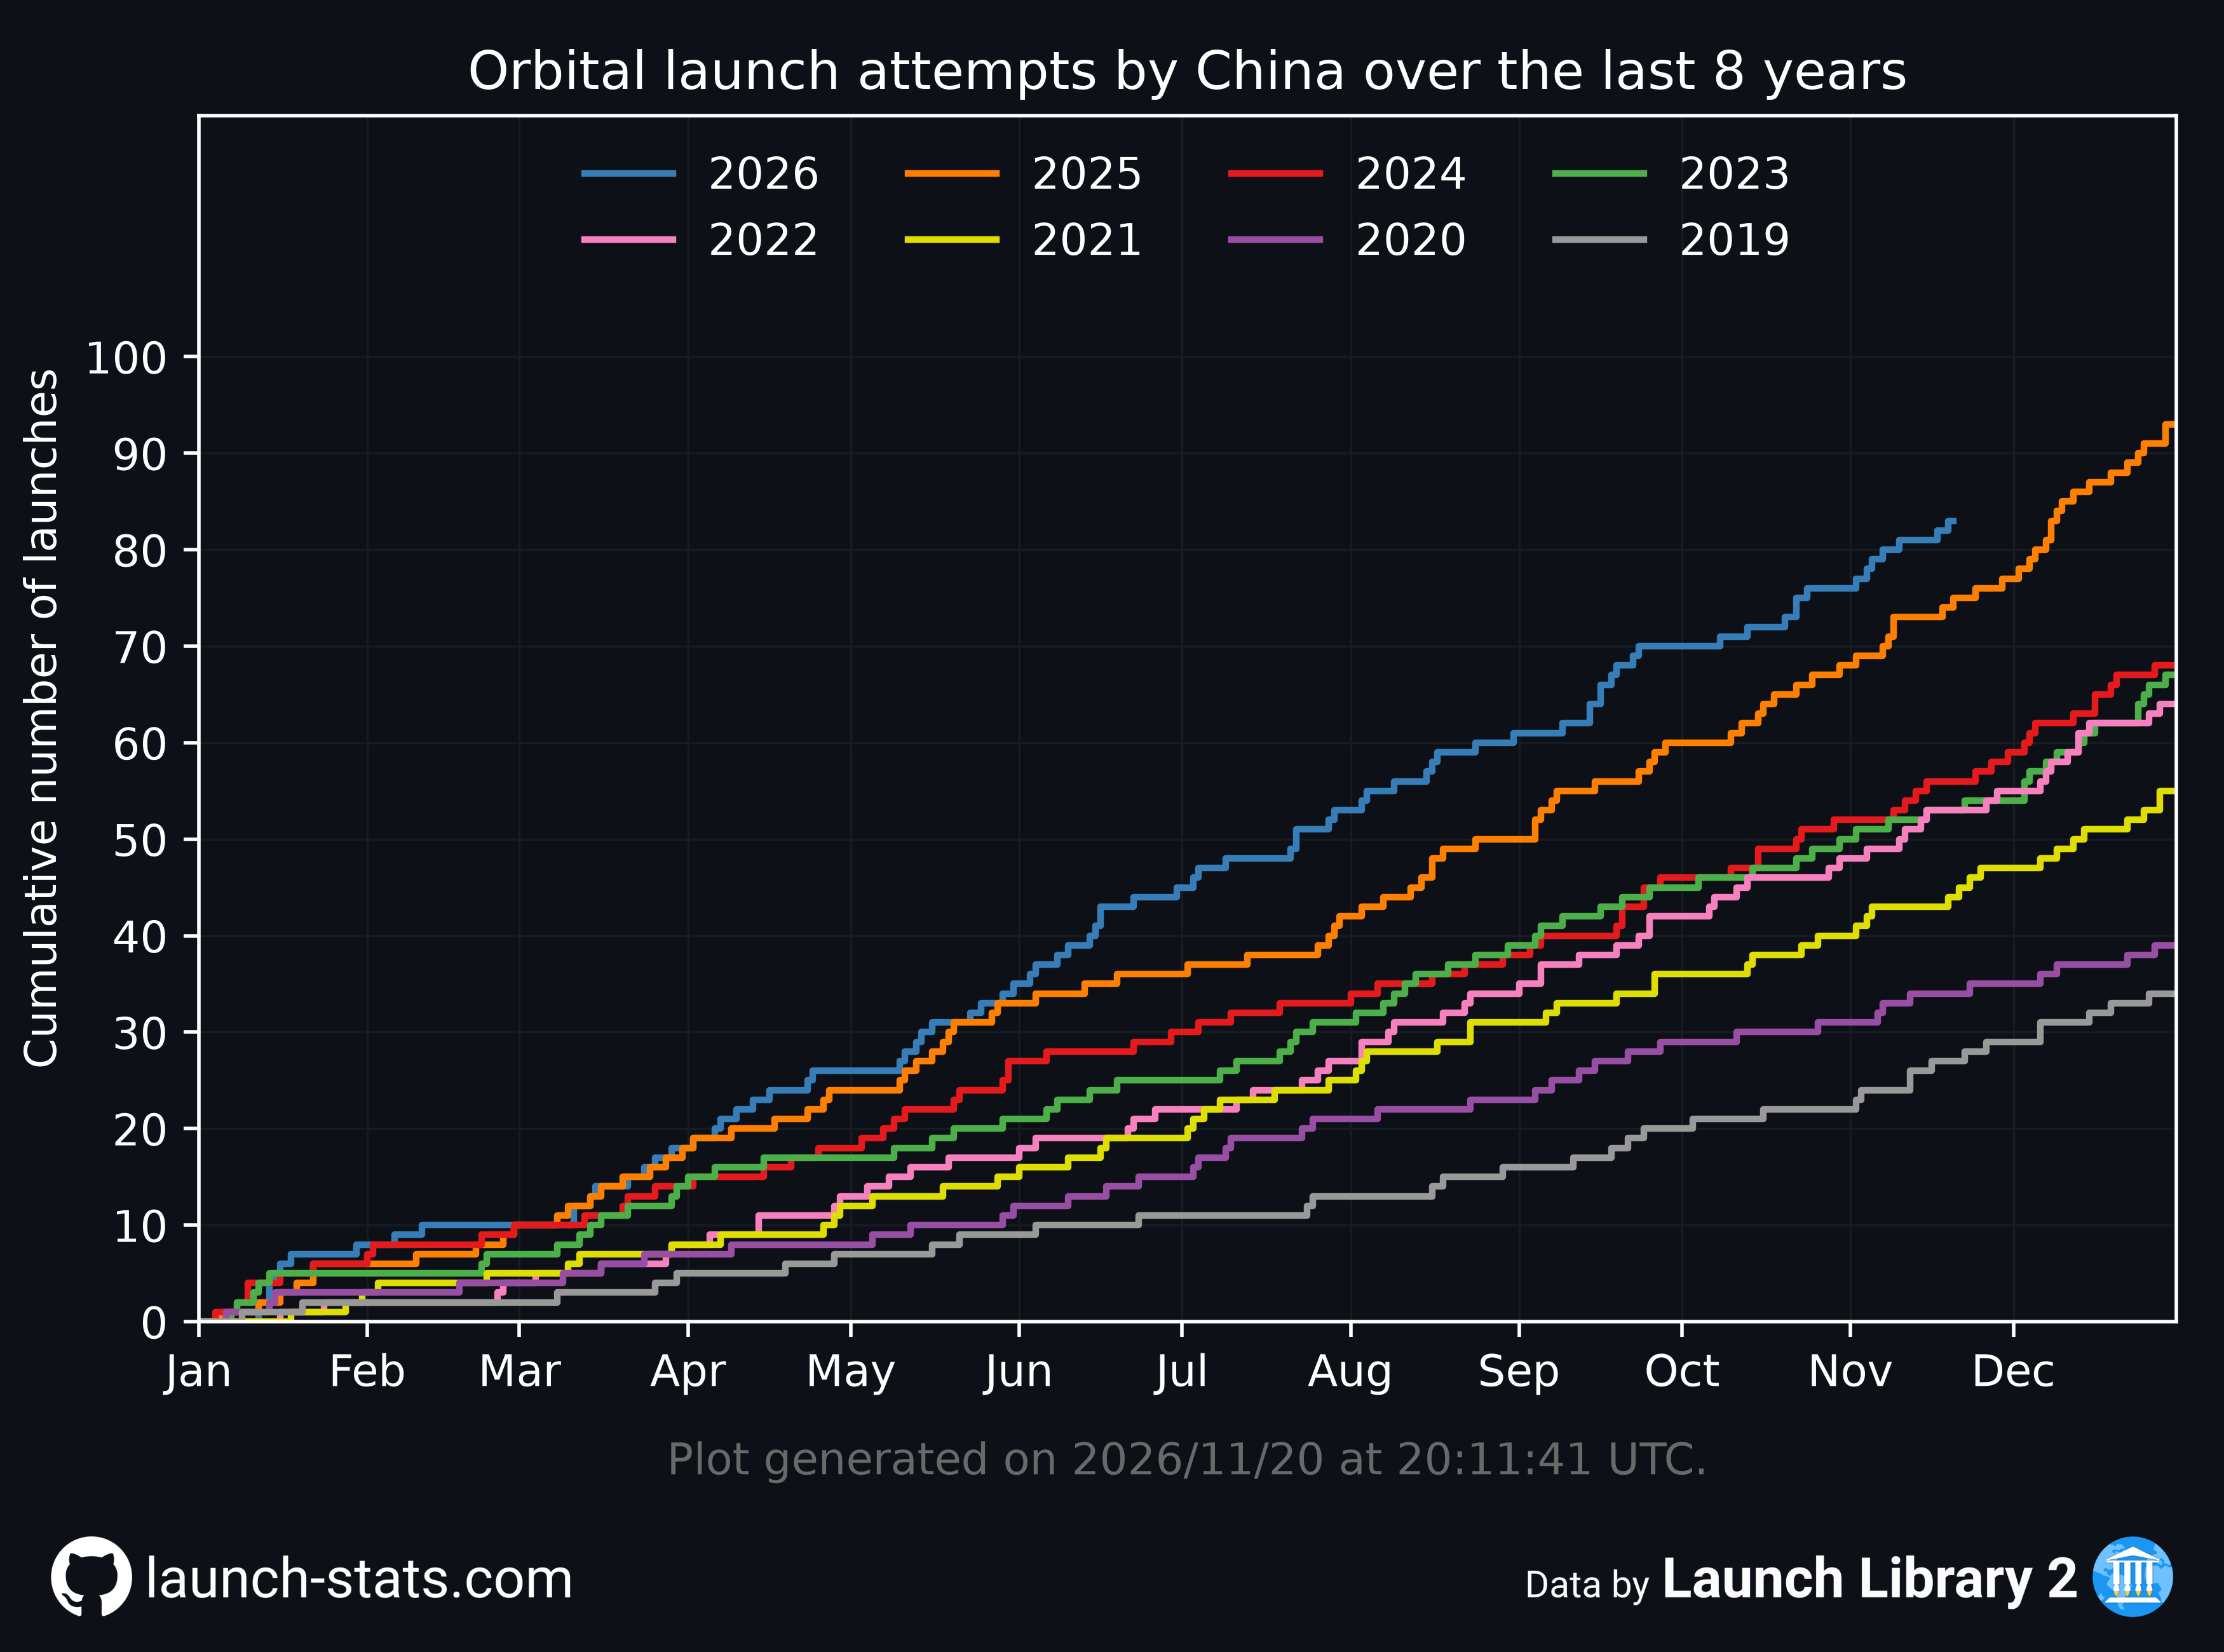 Orbital launch attempts by China over the last 8 years
2026 2025 2024 2023
2022 2021 2020 2019
Cumulative number of launches
100
90
80
70
60
50
40
30
20
10
0
Jan Feb Mar Apr May Jun Jul Aug Sep Oct Nov Dec
Plot generated on 2026/11/20 at 20:11:41 UTC.
launch-stats.com
Data by Launch Library 2